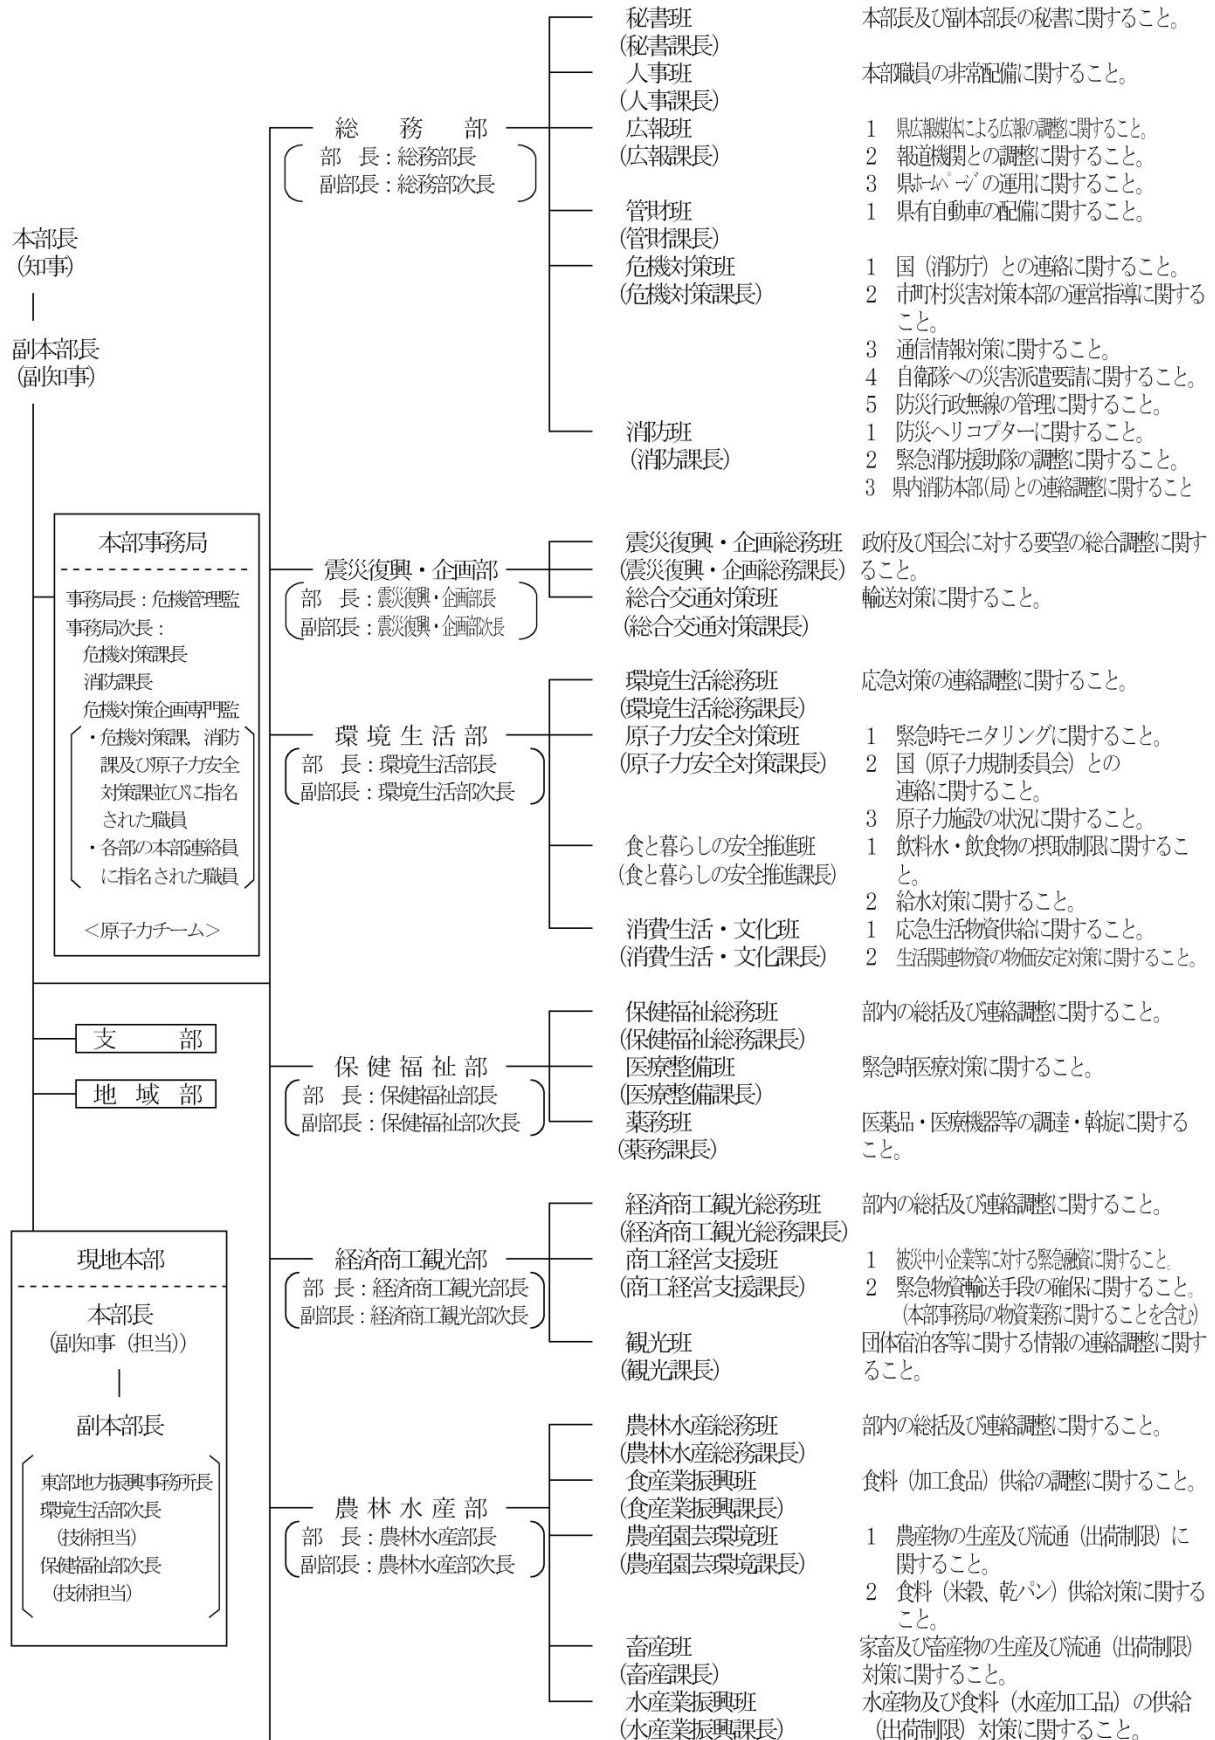 本部長
(知事)
副本部長
(副知事)
本部事務局
事務局長：危機管理監
事務局次長：
危機対策課長
消防課長
危機対策企画専門監
・危機対策課，消防
課及び原子力安全
対策課並びに指名
された職員
・各部の本部連絡員
に指名された職員
＜原子力チーム＞
支　部
地　域　部
現地本部
本部長
(副知事（担当）)
副本部長
東部地方振興事務所長
環境生活部次長
(技術担当)
保健福祉部次長
(技術担当)
総　務　部
部　長：総務部長
副部長：総務部次長
秘書班　本部長及び副本部長の秘書に関すること。
(秘書課長)
人事班　本部職員の非常配備に関すること。
(人事課長)
広報班　1　県広報媒体による広報の調整に関すること。
(広報課長)　2　報道機関との調整に関すること。
3　県ﾎｰﾑﾍﾟｰｼﾞの運用に関すること。
管財班　1　県有自動車の配備に関すること。
(管財課長)
危機対策班　1　国（消防庁）との連絡に関すること。
(危機対策課長)　2　市町村災害対策本部の運営指導に関する
こと。
3　通信情報対策に関すること。
4　自衛隊への災害派遣要請に関すること。
5　防災行政無線の管理に関すること。
消防班　1　防災ヘリコプターに関すること。
(消防課長)　2　緊急消防援助隊の調整に関すること。
3　県内消防本部(局)との連絡調整に関すること
震災復興・企画部
部　長：震災復興・企画部長
副部長：震災復興・企画部次長
震災復興・企画総務班　政府及び国会に対する要望の総合調整に関す
(震災復興・企画総務課長)　ること。
総合交通対策班　輸送対策に関すること。
(総合交通対策課長)
環 境 生 活 部
部　長：環境生活部長
副部長：環境生活部次長
環境生活総務班　応急対策の連絡調整に関すること。
(環境生活総務課長)
原子力安全対策班　1　緊急時モニタリングに関すること。
(原子力安全対策課長)　2　国（原子力規制委員会）との
連絡に関すること。
3　原子力施設の状況に関すること。
食と暮らしの安全推進班　1　飲料水・飲食物の摂取制限に関するこ
(食と暮らしの安全推進課長)　と。
2　給水対策に関すること。
消費生活・文化班　1　応急生活物資供給に関すること。
(消費生活・文化課長)　2　生活関連物資の物価安定対策に関すること。
保 健 福 祉 部
部　長：保健福祉部長
副部長：保健福祉部次長
保健福祉総務班　部内の総括及び連絡調整に関すること。
(保健福祉総務課長)
医療整備班　緊急時医療対策に関すること。
(医療整備課長)
薬務班　医薬品・医療機器等の調達・斡旋に関する
(薬務課長)　こと。
経済商工観光部
部　長：経済商工観光部長
副部長：経済商工観光部次長
経済商工観光総務班　部内の総括及び連絡調整に関すること。
(経済商工観光総務課長)
商工経営支援班　1　被災中小企業等に対する緊急融資に関すること。
(商工経営支援課長)　2　緊急物資輸送手段の確保に関すること。
(本部事務局の物資業務に関することを含む)
観光班　団体宿泊客等に関する情報の連絡調整に関す
(観光課長)　ること。
農 林 水 産 部
部　長：農林水産部長
副部長：農林水産部次長
農林水産総務班　部内の総括及び連絡調整に関すること。
(農林水産総務課長)
食産業振興班　食料（加工食品）供給の調整に関すること。
(食産業振興課長)
農産園芸環境班　1　農産物の生産及び流通（出荷制限）に
(農産園芸環境課長)　関すること。
2　食料（米穀、乾パン）供給対策に関する
こと。
畜産班　家畜及び畜産物の生産及び流通（出荷制限）
(畜産課長)　対策に関すること。
水産業振興班　水産物及び食料（水産加工品）の供給
(水産業振興課長)　（出荷制限）対策に関すること。